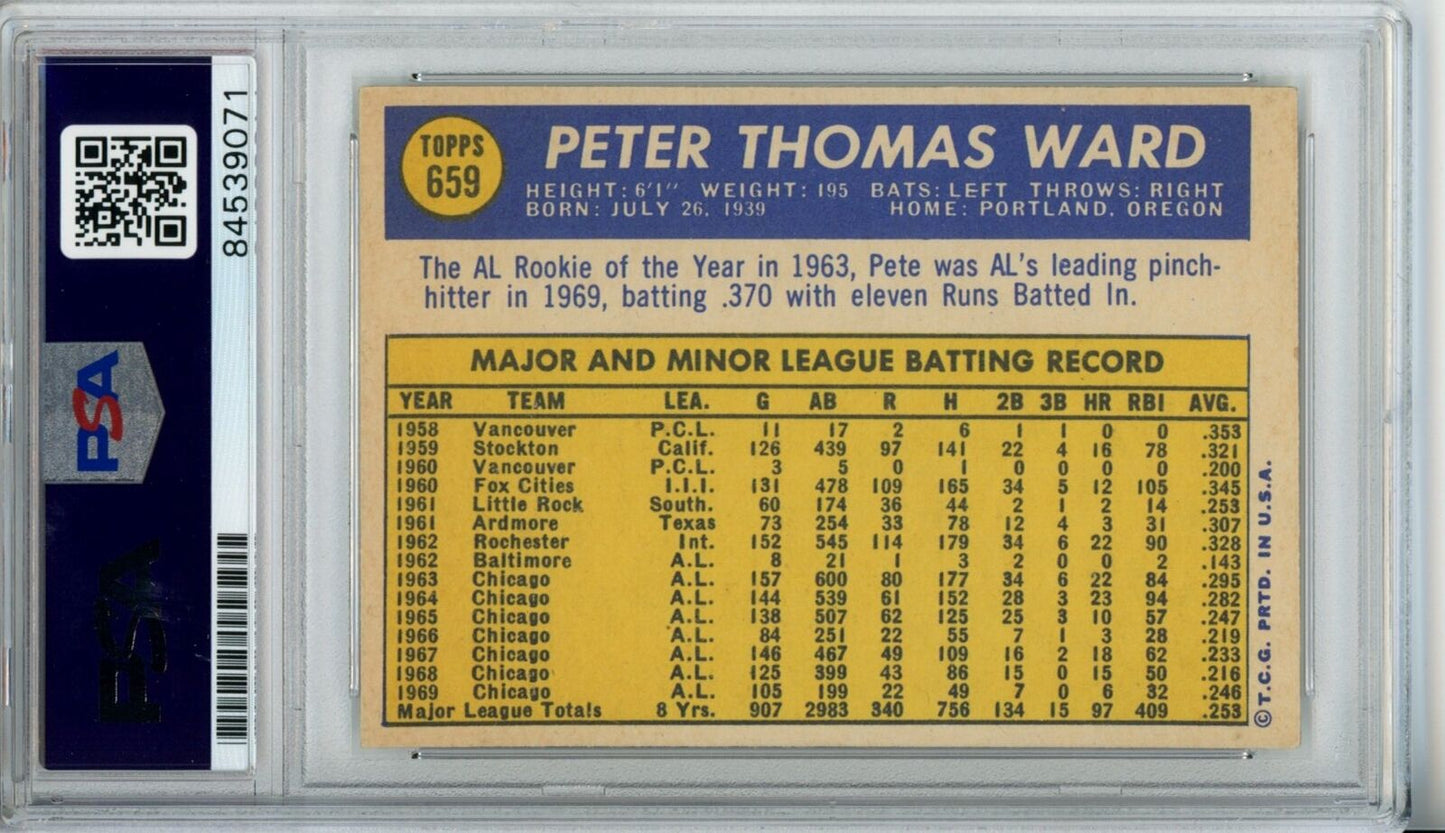 84539071
PSA
PSA
TOPPS
659
PETER THOMAS WARD
HEIGHT: 6'1" WEIGHT: 195 BATS: LEFT THROWS: RIGHT
BORN: JULY 26, 1939 HOME: PORTLAND, OREGON
The AL Rookie of the Year in 1963, Pete was AL's leading pinch-
hitter in 1969, batting .370 with eleven Runs Batted In.
MAJOR AND MINOR LEAGUE BATTING RECORD
YEAR TEAM LEA. G AB R H 2B 3B HR RBI AVG.
1958 Vancouver P.C.L. 11 17 2 6 1 1 0 0 .353
1959 Stockton Calif. 126 439 97 141 22 4 16 78 .321
1960 Vancouver P.C.L. 3 5 0 1 0 0 0 0 .200
1960 Fox Cities I.I.I. 131 478 109 165 34 5 12 105 .345
1961 Little Rock South. 60 174 36 44 2 1 2 14 .253
1961 Ardmore Texas 73 254 33 78 12 4 3 31 .307
1962 Rochester Int. 152 545 114 179 34 6 22 90 .328
1962 Baltimore A.L. 8 21 1 3 2 0 0 2 .143
1963 Chicago A.L. 157 600 80 177 34 6 22 84 .295
1964 Chicago A.L. 144 539 61 152 28 3 23 94 .282
1965 Chicago A.L. 138 507 62 125 25 3 10 57 .247
1966 Chicago A.L. 84 251 22 55 7 1 3 28 .219
1967 Chicago A.L. 146 467 49 109 16 2 18 62 .233
1968 Chicago A.L. 125 399 43 86 15 0 15 50 .216
1969 Chicago A.L. 105 199 22 49 7 0 6 32 .246
Major League Totals 8 Yrs. 907 2983 340 756 134 15 97 409 .253
© T.C.G. PRTD. IN U.S.A.